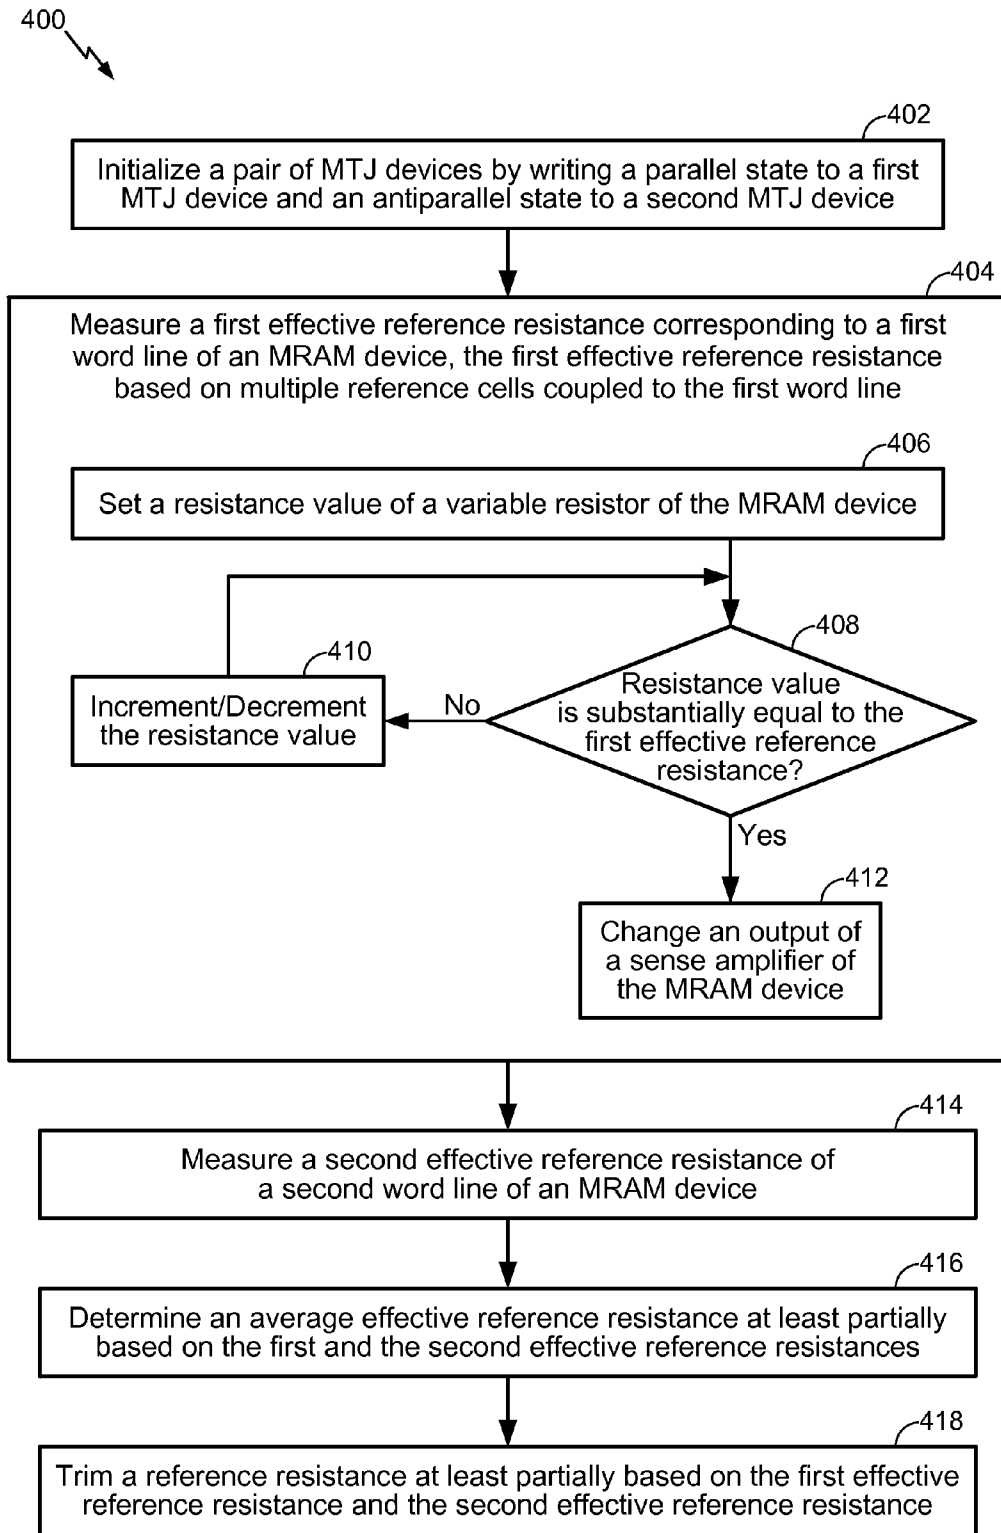 400
402
Initialize a pair of MTJ devices by writing a parallel state to a first
MTJ device and an antiparallel state to a second MTJ device
404
Measure a first effective reference resistance corresponding to a first
word line of an MRAM device, the first effective reference resistance
based on multiple reference cells coupled to the first word line
406
Set a resistance value of a variable resistor of the MRAM device
408
Resistance value
is substantially equal to the
first effective reference
resistance?
No
410
Increment/Decrement
the resistance value
Yes
412
Change an output of
a sense amplifier of
the MRAM device
414
Measure a second effective reference resistance of
a second word line of an MRAM device
416
Determine an average effective reference resistance at least partially
based on the first and the second effective reference resistances
418
Trim a reference resistance at least partially based on the first effective
reference resistance and the second effective reference resistance